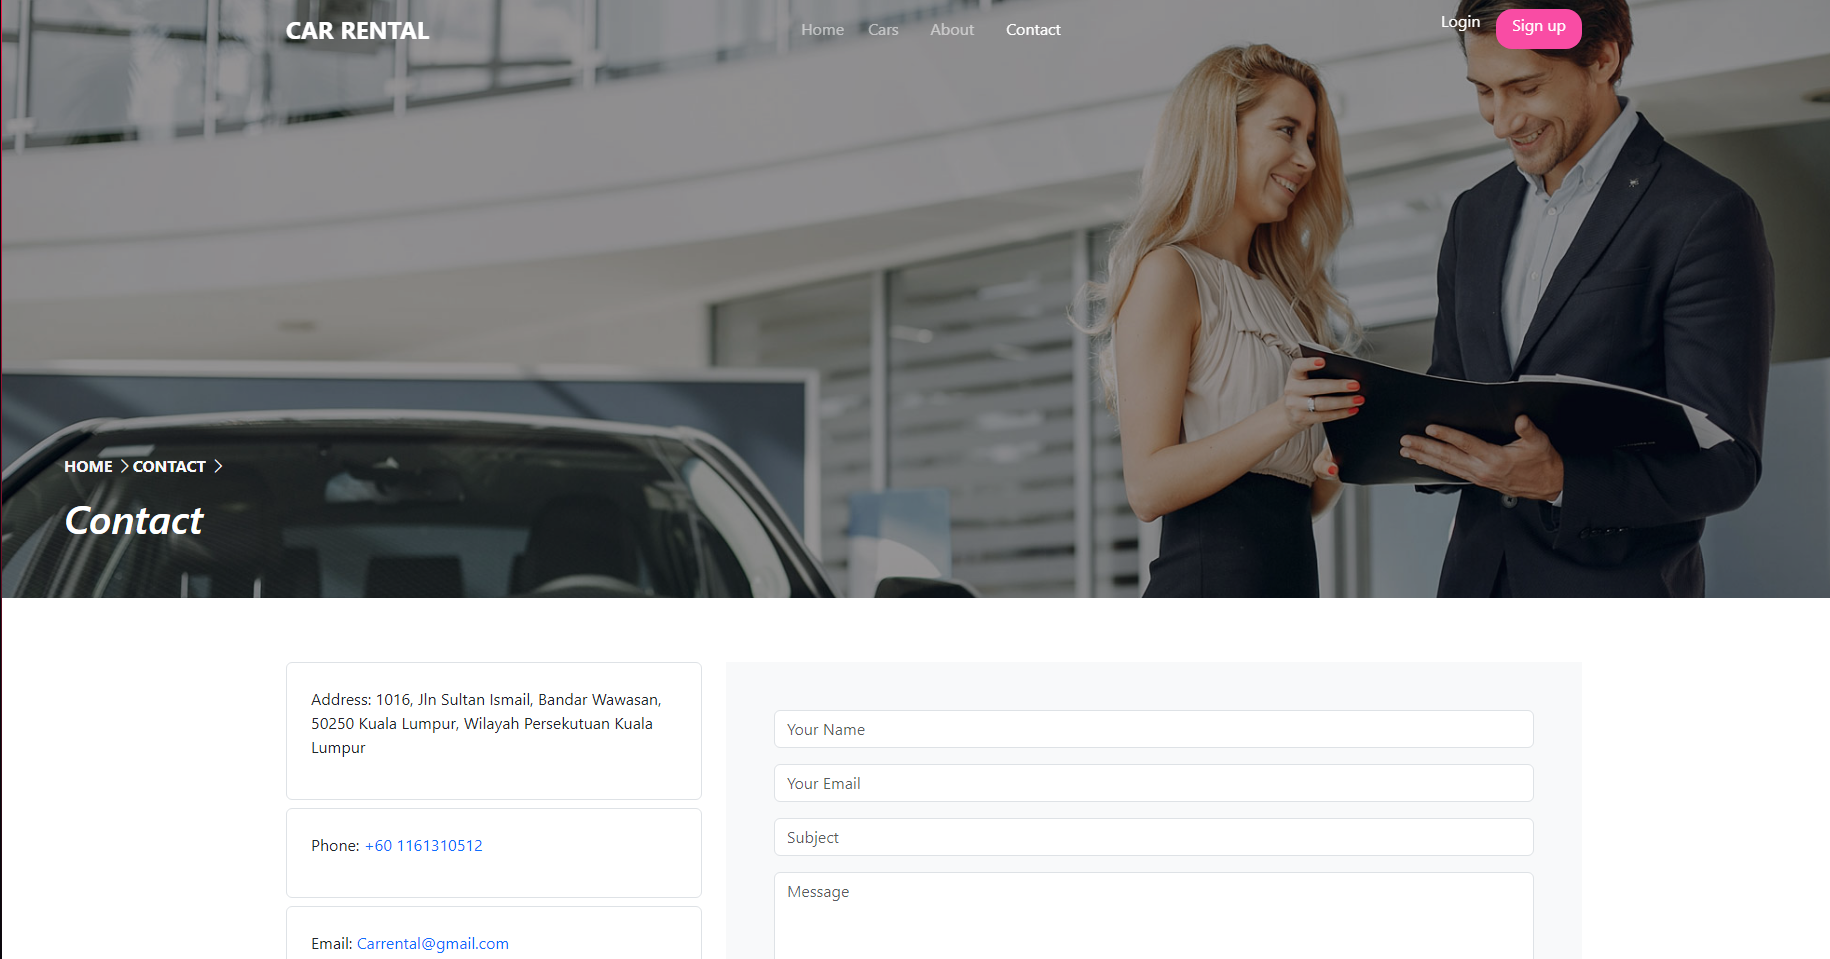 CAR RENTAL
Home Cars About Contact
Login Sign up
HOME CONTACT
Contact
Address: 1016, Jln Sultan Ismail, Bandar Wawasan,
50250 Kuala Lumpur, Wilayah Persekutuan Kuala
Lumpur
Phone: +60 1161310512
Email: Carrental@gmail.com
Your Name
Your Email
Subject
Message